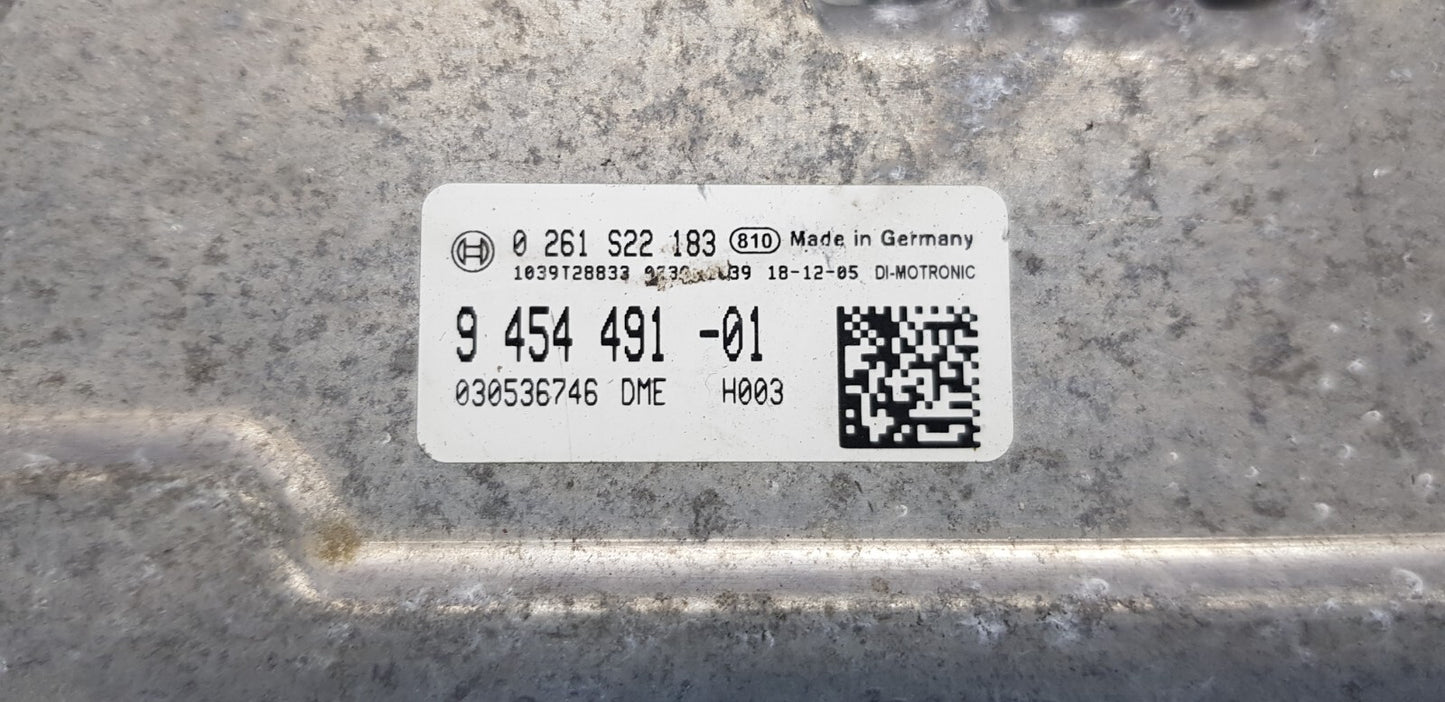 0 261 S22 183 810 Made in Germany
1039T28833 18-12-05 DI-MOTRONIC
9 454 491 -01
030536746 DME H003